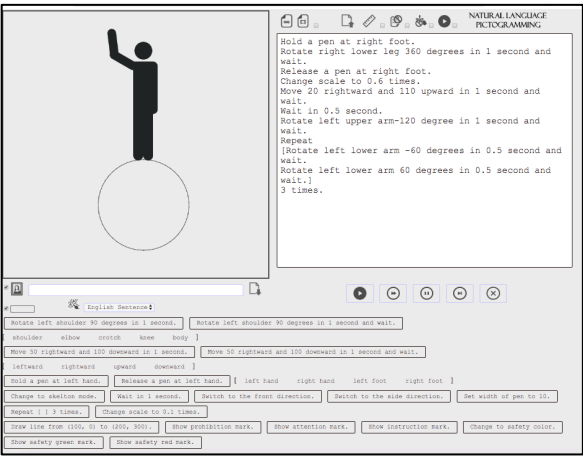 NATURAL LANGUAGE
PICTOGRAMMING
Hold a pen at right foot.
Rotate right lower leg 360 degrees in 1 second and
wait.
Release a pen at right foot.
Change scale to 0.6 times.
Move 20 rightward and 110 upward in 1 second and
wait.
Wait in 0.5 second.
Rotate left upper arm-120 degree in 1 second and
wait.
Repeat
[Rotate left lower arm -60 degrees in 0.5 second and
wait.
Rotate left lower arm 60 degrees in 0.5 second and
wait.]
3 times.
English Sentence
Rotate left shoulder 90 degrees in 1 second. Rotate left shoulder 90 degrees in 1 second and wait.
[ shoulder elbow crotch knee body ]
Move 50 rightward and 100 downward in 1 second. Move 50 rightward and 100 downward in 1 second and wait.
[ leftward rightward upward downward ]
Hold a pen at left hand. Release a pen at left hand. [ left hand right hand left foot right foot ]
Change to skelton mode. Wait in 1 second. Switch to the front direction. Switch to the side direction. Set width of pen to 10.
Repeat [ ] 3 times. Change scale to 0.1 times.
Draw line from (100, 0) to (200, 300). Show prohibition mark. Show attention mark. Show instruction mark. Change to safety color.
Show safety green mark. Show safety red mark.